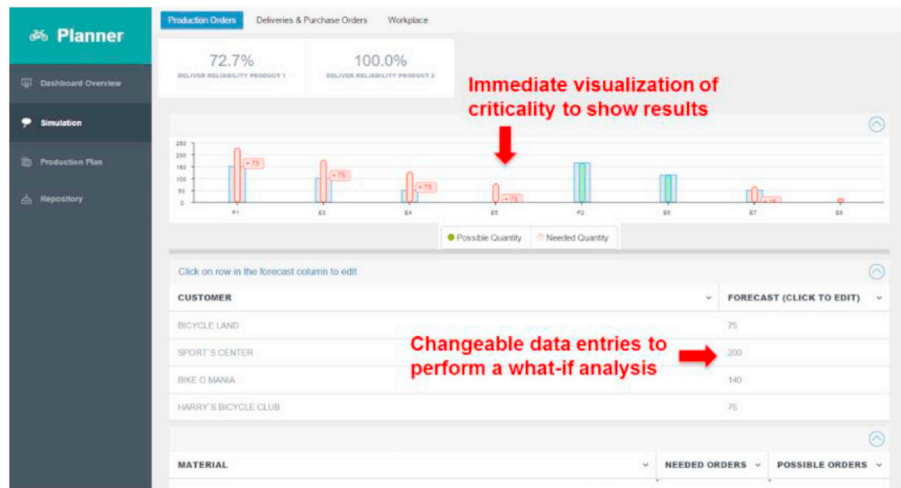 Planner
Dashboard Overview
Simulation
Production Plan
Repository
Production Orders Deliveries & Purchase Orders Workplace
72.7% 100.0%
DELIVER RELIABILITY PRODUCT 1 DELIVER RELIABILITY PRODUCT 2
Immediate visualization of
criticality to show results
250
200
150
100
50
0
+ 75 + 75 + 75 + 75
P1 E3 E4 E5 P2 E6 E7 E8
Possible Quantity Needed Quantity
Click on row in the forecast column to edit
CUSTOMER FORECAST (CLICK TO EDIT)
BICYCLE LAND 75
SPORT'S CENTER 200
BIKE O MANIA 140
HARRY'S BICYCLE CLUB 75
Changeable data entries to
perform a what-if analysis
MATERIAL NEEDED ORDERS POSSIBLE ORDERS